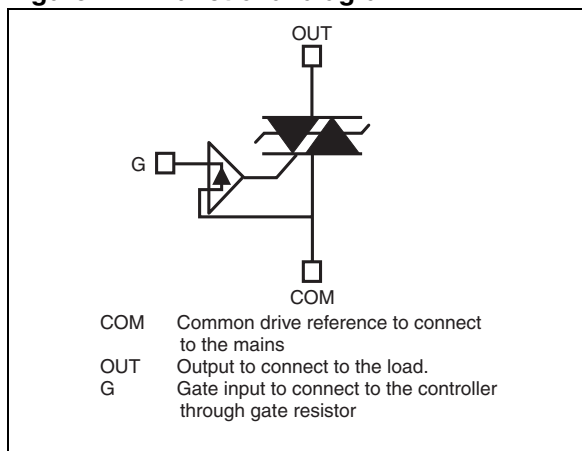 OUT
G
COM
COM Common drive reference to connect
to the mains
OUT Output to connect to the load.
G Gate input to connect to the controller
through gate resistor